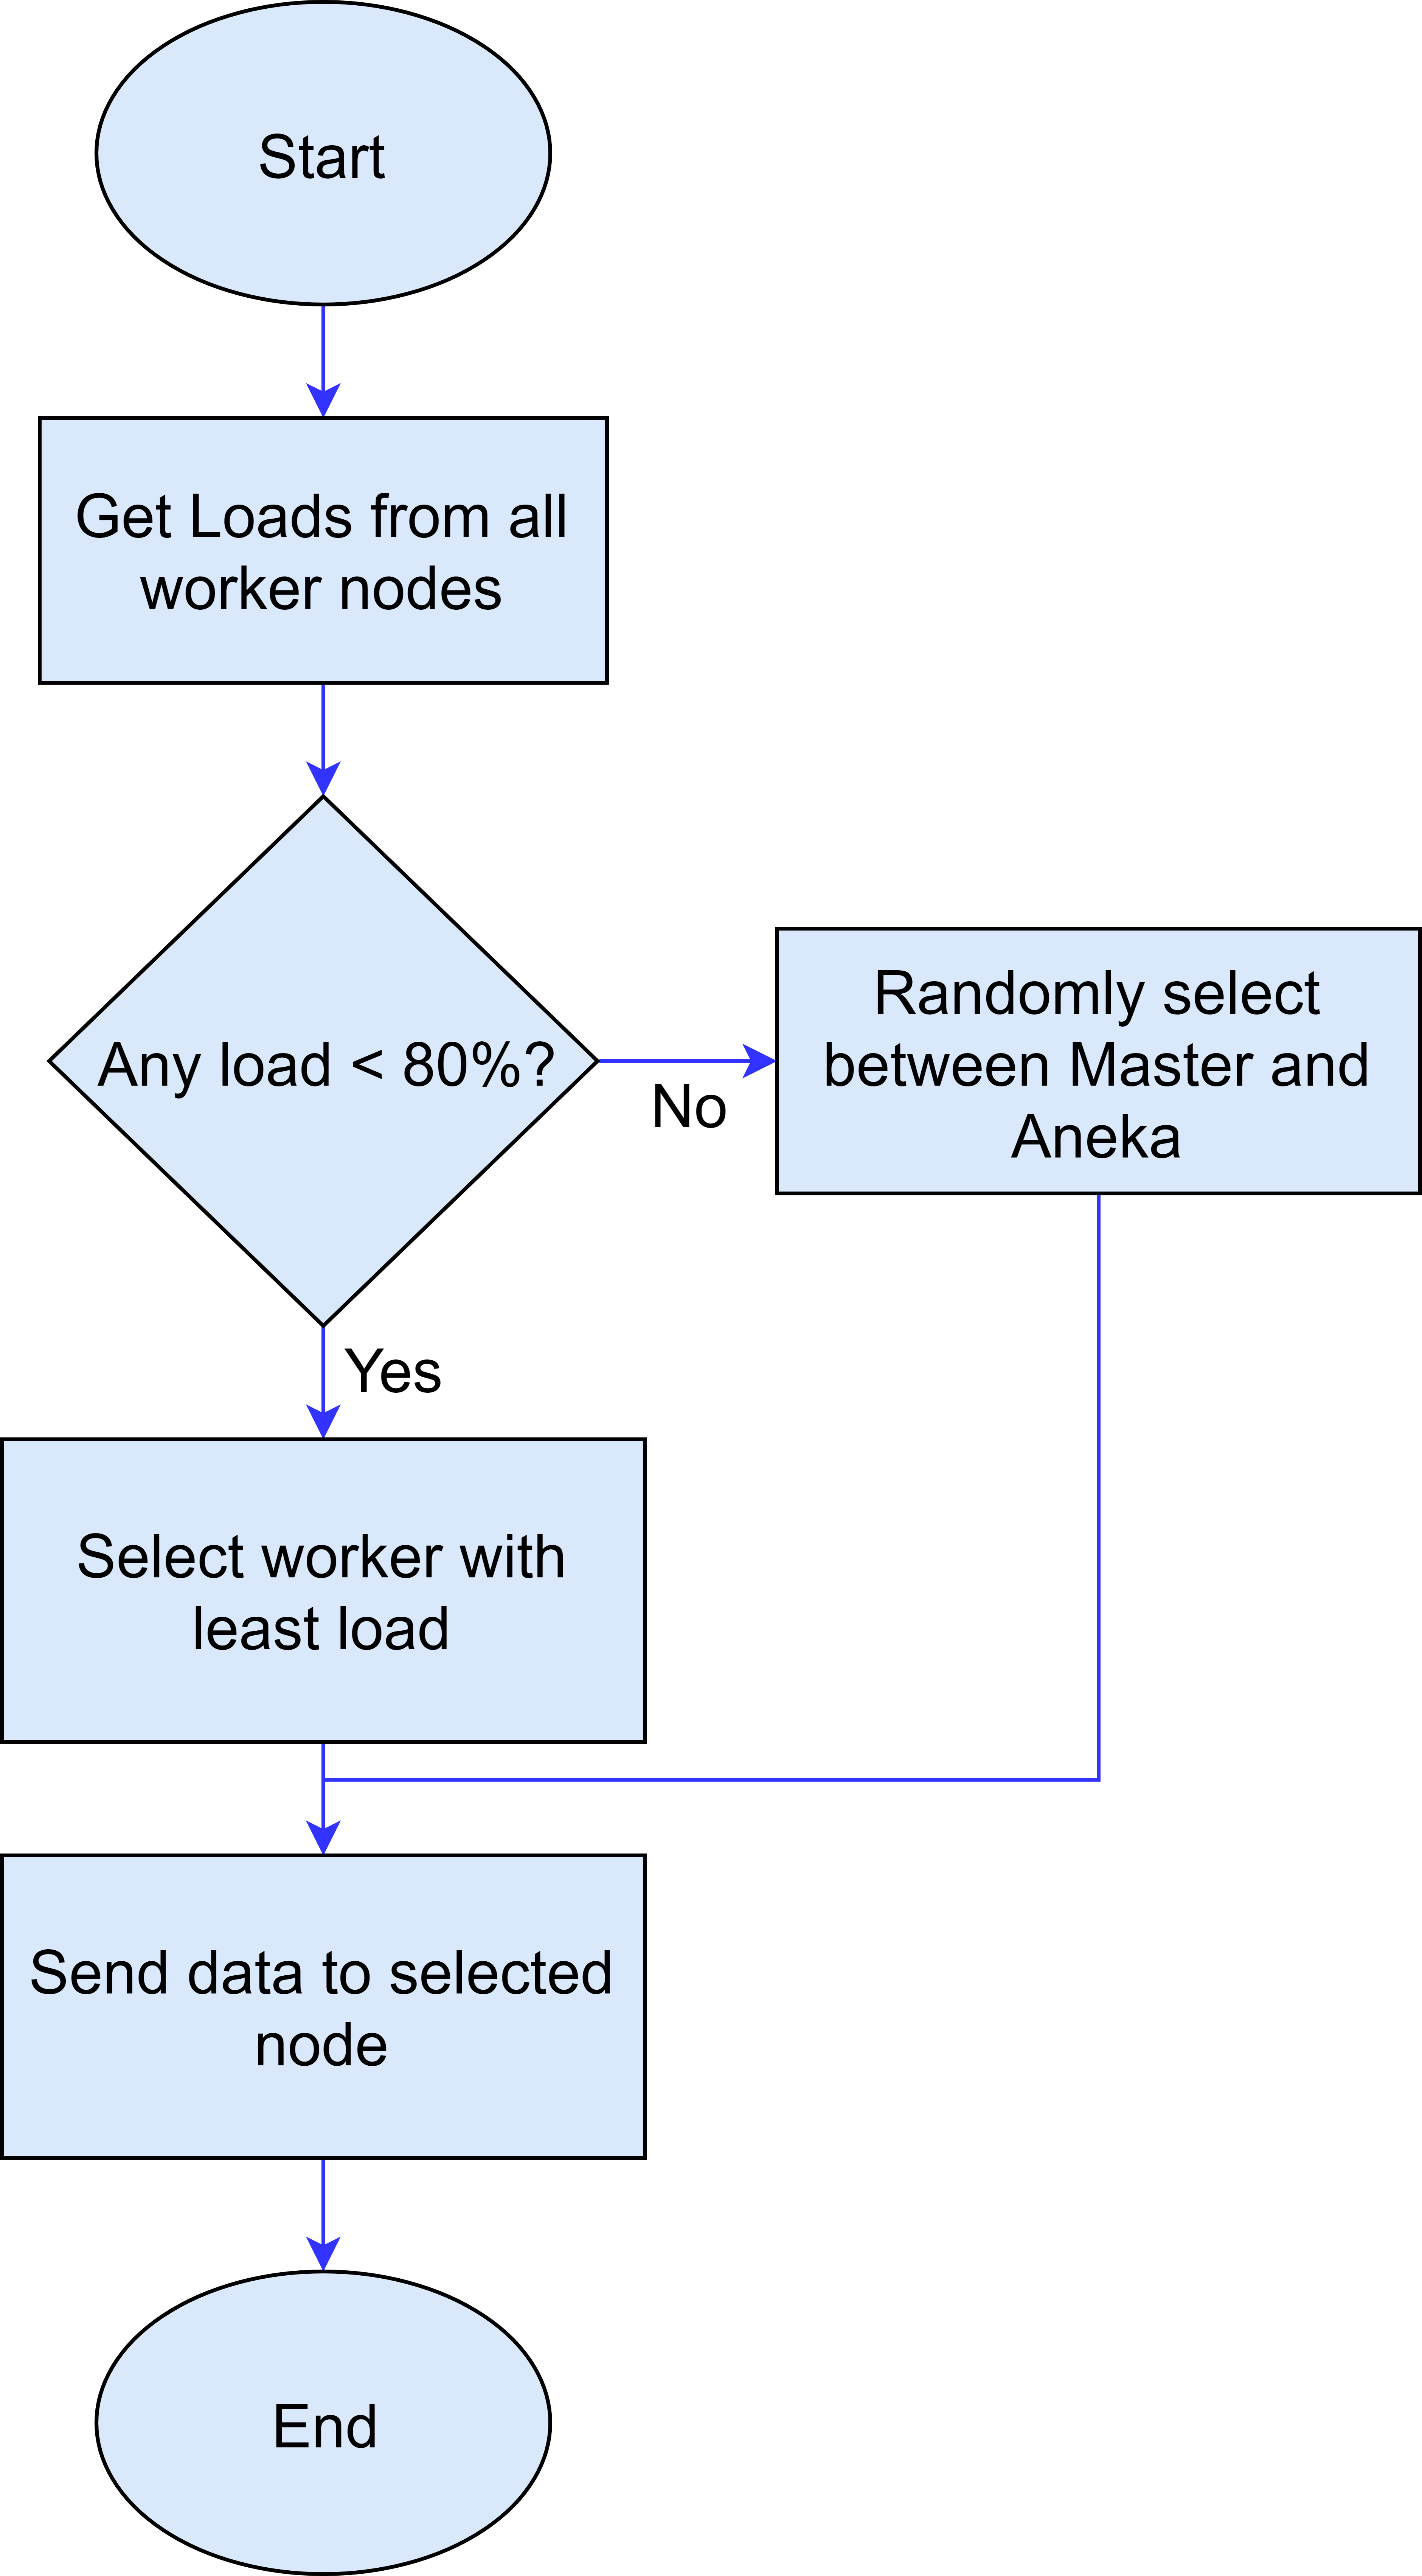 Start
Get Loads from all
worker nodes
Any load < 80%?
No
Randomly select
between Master and
Aneka
Yes
Select worker with
least load
Send data to selected
node
End